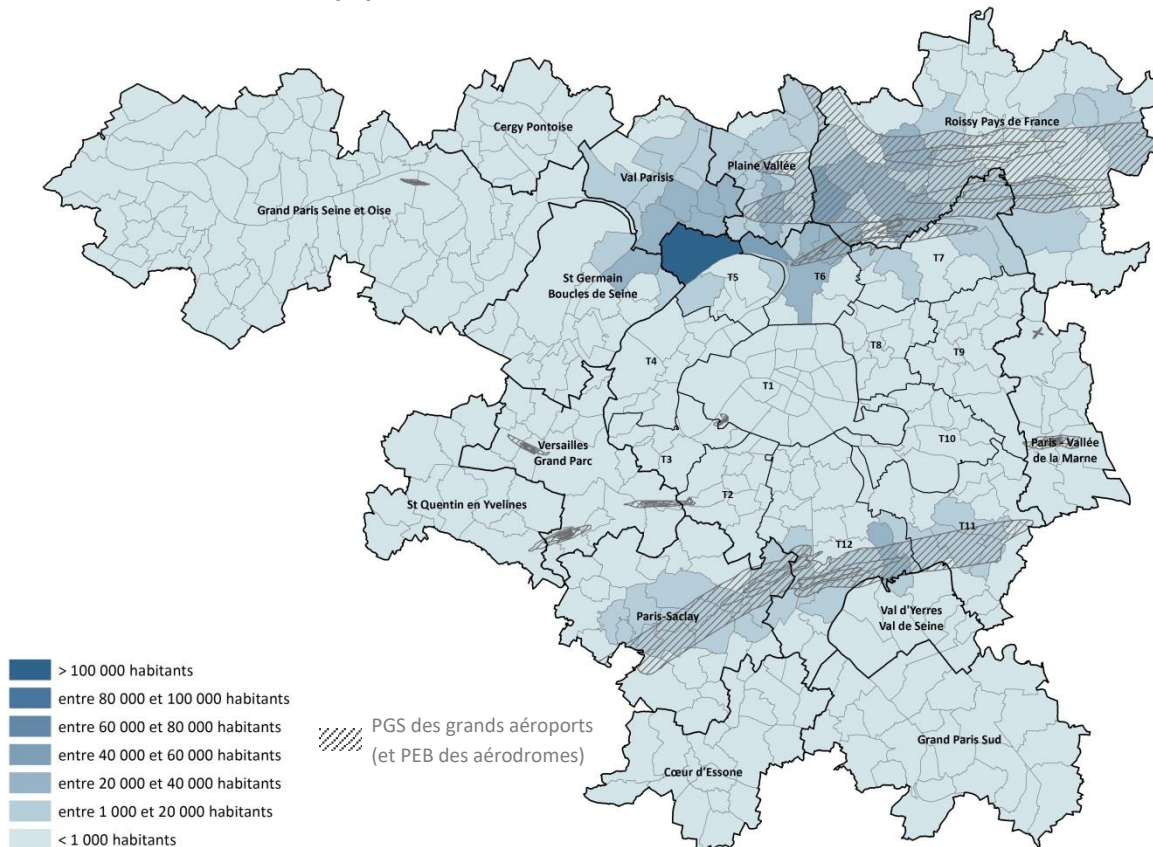 Roissy Pays de France
Cergy Pontoise
Plaine Vallée
Val Parisis
Grand Paris Seine et Oise
T7
St Germain
Boucles de Seine
T5
T6
T8
T9
T4
T1
T10
Versailles
Grand Parc
Paris - Vallée
de la Marne
T3
T2
St Quentin en Yvelines
T11
T12
Paris-Saclay
Val d'Yerres
Val de Seine
> 100 000 habitants
entre 80 000 et 100 000 habitants
entre 60 000 et 80 000 habitants
entre 40 000 et 60 000 habitants
entre 20 000 et 40 000 habitants
entre 1 000 et 20 000 habitants
< 1 000 habitants
PGS des grands aéroports
(et PEB des aérodromes)
Grand Paris Sud
Cœur d'Essone